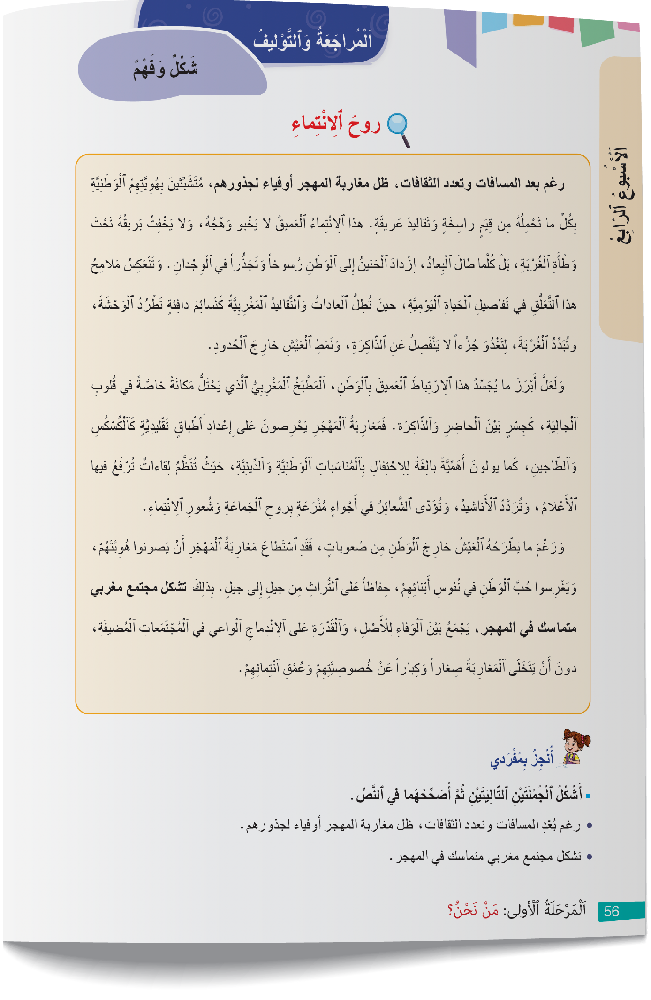 اَلْمُراجَعَةُ وَٱلتَّوْليفُ
شَكْلٌ وَفَهْمٌ
اَلْأُسْبُوعُ ٱلرّابِعُ
روحُ ٱلِانْتِماءِ
رغم بعد المسافات وتعدد الثقافات، ظل مغاربة المهجر أوفياء لجذورهم، مُتَشَبِّثينَ بِهُوِيَّتِهِمُ ٱلْوَطَنِيَّةِ
بِكُلِّ ما تَحْمِلُهُ مِن قِيَمٍ راسِخَةٍ وَتَقاليدَ عَريقَةٍ. هذا ٱلِانْتِماءُ ٱلْعَميقُ لا يَخْبو وَهْجُهُ، وَلا يَخْفِتُ بَريقُهُ تَحْتَ
وَطْأَةِ ٱلْغُرْبَةِ، بَلْ كُلَّما طالَ ٱلْبِعادُ، اِزْدادَ ٱلْحَنينُ إِلى ٱلْوَطَنِ رُسوخاً وَتَجَذُّراً في ٱلْوِجْدانِ. وَتَنْعَكِسُ مَلامِحُ
هذا ٱلتَّعَلُّقِ في تَفاصيلِ ٱلْحَياةِ ٱلْيَوْمِيَّةِ، حينَ تُطِلُّ ٱلْعاداتُ وَٱلتَّقاليدُ ٱلْمَغْرِبِيَّةُ كَنَسائِمَ دافِئةٍ تَطْرُدُ ٱلْوَحْشَةَ،
وتُبَدِّدُ ٱلْغُرْبَةَ، لِتَغْدُوَ جُزْءاً لا يَنْفَصِلُ عَنِ ٱلذّاكِرَةِ، وَنَمَطِ ٱلْعَيْشِ خارِجَ ٱلْحُدودِ.
وَلَعَلَّ أَبْرَزَ ما يُجَسِّدُ هذا ٱلِارْتِباطَ ٱلْعَميقَ بِٱلْوَطَنِ، اَلْمَطْبَخُ ٱلْمَغْرِبِيُّ ٱلَّذي يَحْتَلُّ مَكانَةً خاصَّةً في قُلوبِ
ٱلْجالِيَةِ، كَجِسْرٍ بَيْنَ ٱلْحاضِرِ وَٱلذّاكِرَةِ. فَمَغارِبَةُ ٱلْمَهْجَرِ يَحْرِصونَ عَلى إِعْدادِ أَطْباقٍ تَقْليدِيَّةٍ كَٱلْكُسْكُسِ
وَٱلطّاجينِ، كَما يولونَ أَهَمِّيَّةً بالِغَةً لِلِاحْتِفالِ بِٱلْمُناسَباتِ ٱلْوَطَنِيَّةِ وَٱلدِّينِيَّةِ، حَيْثُ تُنَظَّمُ لِقاءاتٌ تُرْفَعُ فيها
ٱلْأَعْلامُ، وَتُرَدَّدُ ٱلْأَناشيدُ، وَتُؤَدّى ٱلشَّعائِرُ في أَجْواءٍ مُتْرَعَةٍ بِروحِ ٱلْجَماعَةِ وَشُعورِ ٱلِانْتِماءِ.
وَرَغْمَ ما يَطْرَحُهُ ٱلْعَيْشُ خارِجَ ٱلْوَطَنِ مِن صُعوباتٍ، فَقَدِ ٱسْتَطاعَ مَغارِبَةُ ٱلْمَهْجَرِ أَنْ يَصونوا هُوِيَّتَهُمْ،
وَيَغْرِسوا حُبَّ ٱلْوَطَنِ في نُفوسِ أَبْنائِهِمْ، حِفاظاً عَلى ٱلتُّراثِ مِن جيلٍ إِلى جيلٍ. بِذلِكَ تشكل مجتمع مغربي
متماسك في المهجر، يَجْمَعُ بَيْنَ ٱلْوَفاءِ لِلْأَصْلِ، وَٱلْقُدْرَةِ عَلى ٱلِانْدِماجِ ٱلْواعي في ٱلْمُجْتَمَعاتِ ٱلْمُضيفَةِ،
دونَ أَنْ يَتَخَلّى ٱلْمَغارِبَةُ صِغاراً وَكِباراً عَنْ خُصوصِيَّتِهِمْ وَعُمْقِ ٱنْتِمائِهِمْ.
أُنْجِزُ بِمُفْرَدي
▪ أَشْكُلُ ٱلْجُمْلَتَيْنِ ٱلتّالِيَتَيْنِ ثُمَّ أُصَحِّحُهُما في ٱلنَّصِّ.
• رغم بُعْدِ المسافات وتعدد الثقافات، ظل مغاربة المهجر أوفياء لجذورهم.
• تشكل مجتمع مغربي متماسك في المهجر.
56 اَلْمَرْحَلَةُ ٱلْأولى: مَنْ نَحْنُ؟